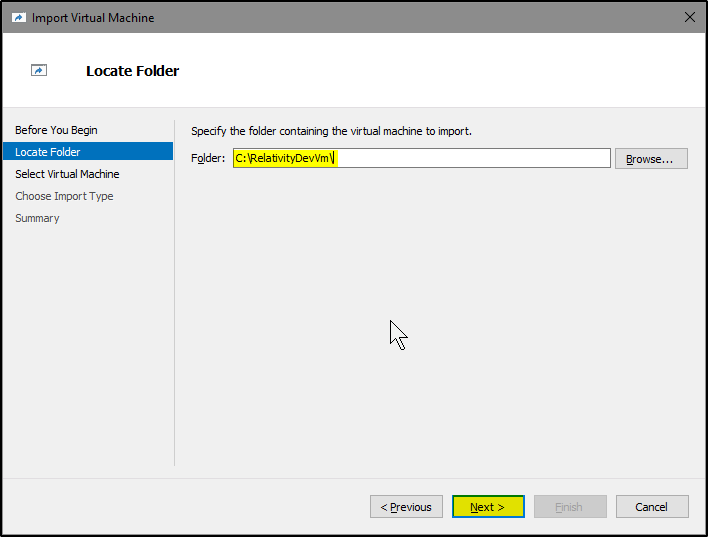 Import Virtual Machine
Locate Folder
Before You Begin
Locate Folder
Select Virtual Machine
Choose Import Type
Summary
Specify the folder containing the virtual machine to import.
Folder: C:\RelativityDevVm\ Browse...
< Previous Next > Finish Cancel